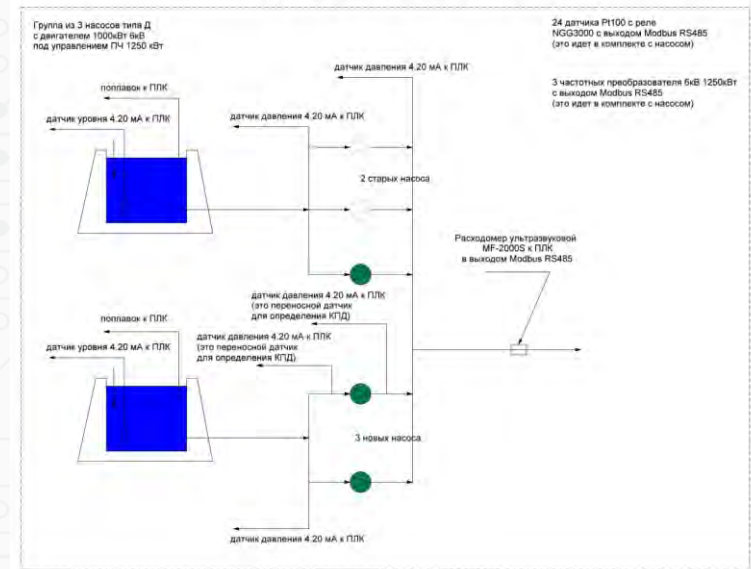 Группа из 3 насосов типа Д
с двигателем 1000кВт 6кВ
под управлением ПЧ 1250 кВт
24 датчика Pt100 с реле
NGG3000 с выходом Modbus RS485
(это идет в комплекте с насосом)
3 частотных преобразователя 6кВ 1250кВт
с выходом Modbus RS485
(это идет в комплекте с насосом)
датчик давления 4.20 мА к ПЛК
поплавок к ПЛК
датчик уровня 4.20 мА к ПЛК
датчик давления 4.20 мА к ПЛК
2 старых насоса
Расходомер ультразвуковой
MF-2000S к ПЛК
в выходом Modbus RS485
датчик давления 4.20 мА к ПЛК
(это переносной датчик
для определения КПД)
поплавок к ПЛК
датчик уровня 4.20 мА к ПЛК
датчик давления 4.20 мА к ПЛК
(это переносной датчик
для определения КПД)
3 новых насоса
датчик давления 4.20 мА к ПЛК